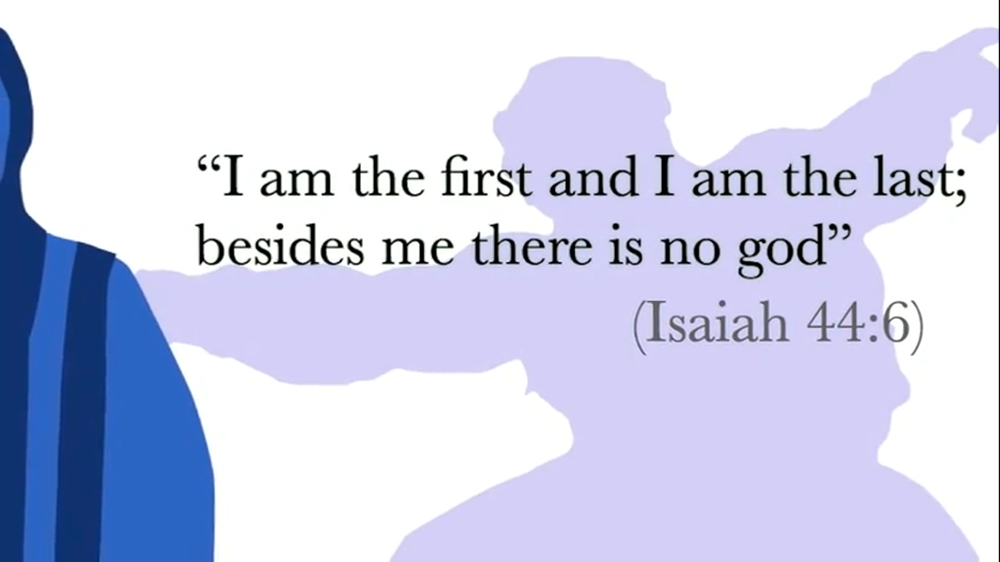 “I am the first and I am the last;
besides me there is no god”
(Isaiah 44:6)